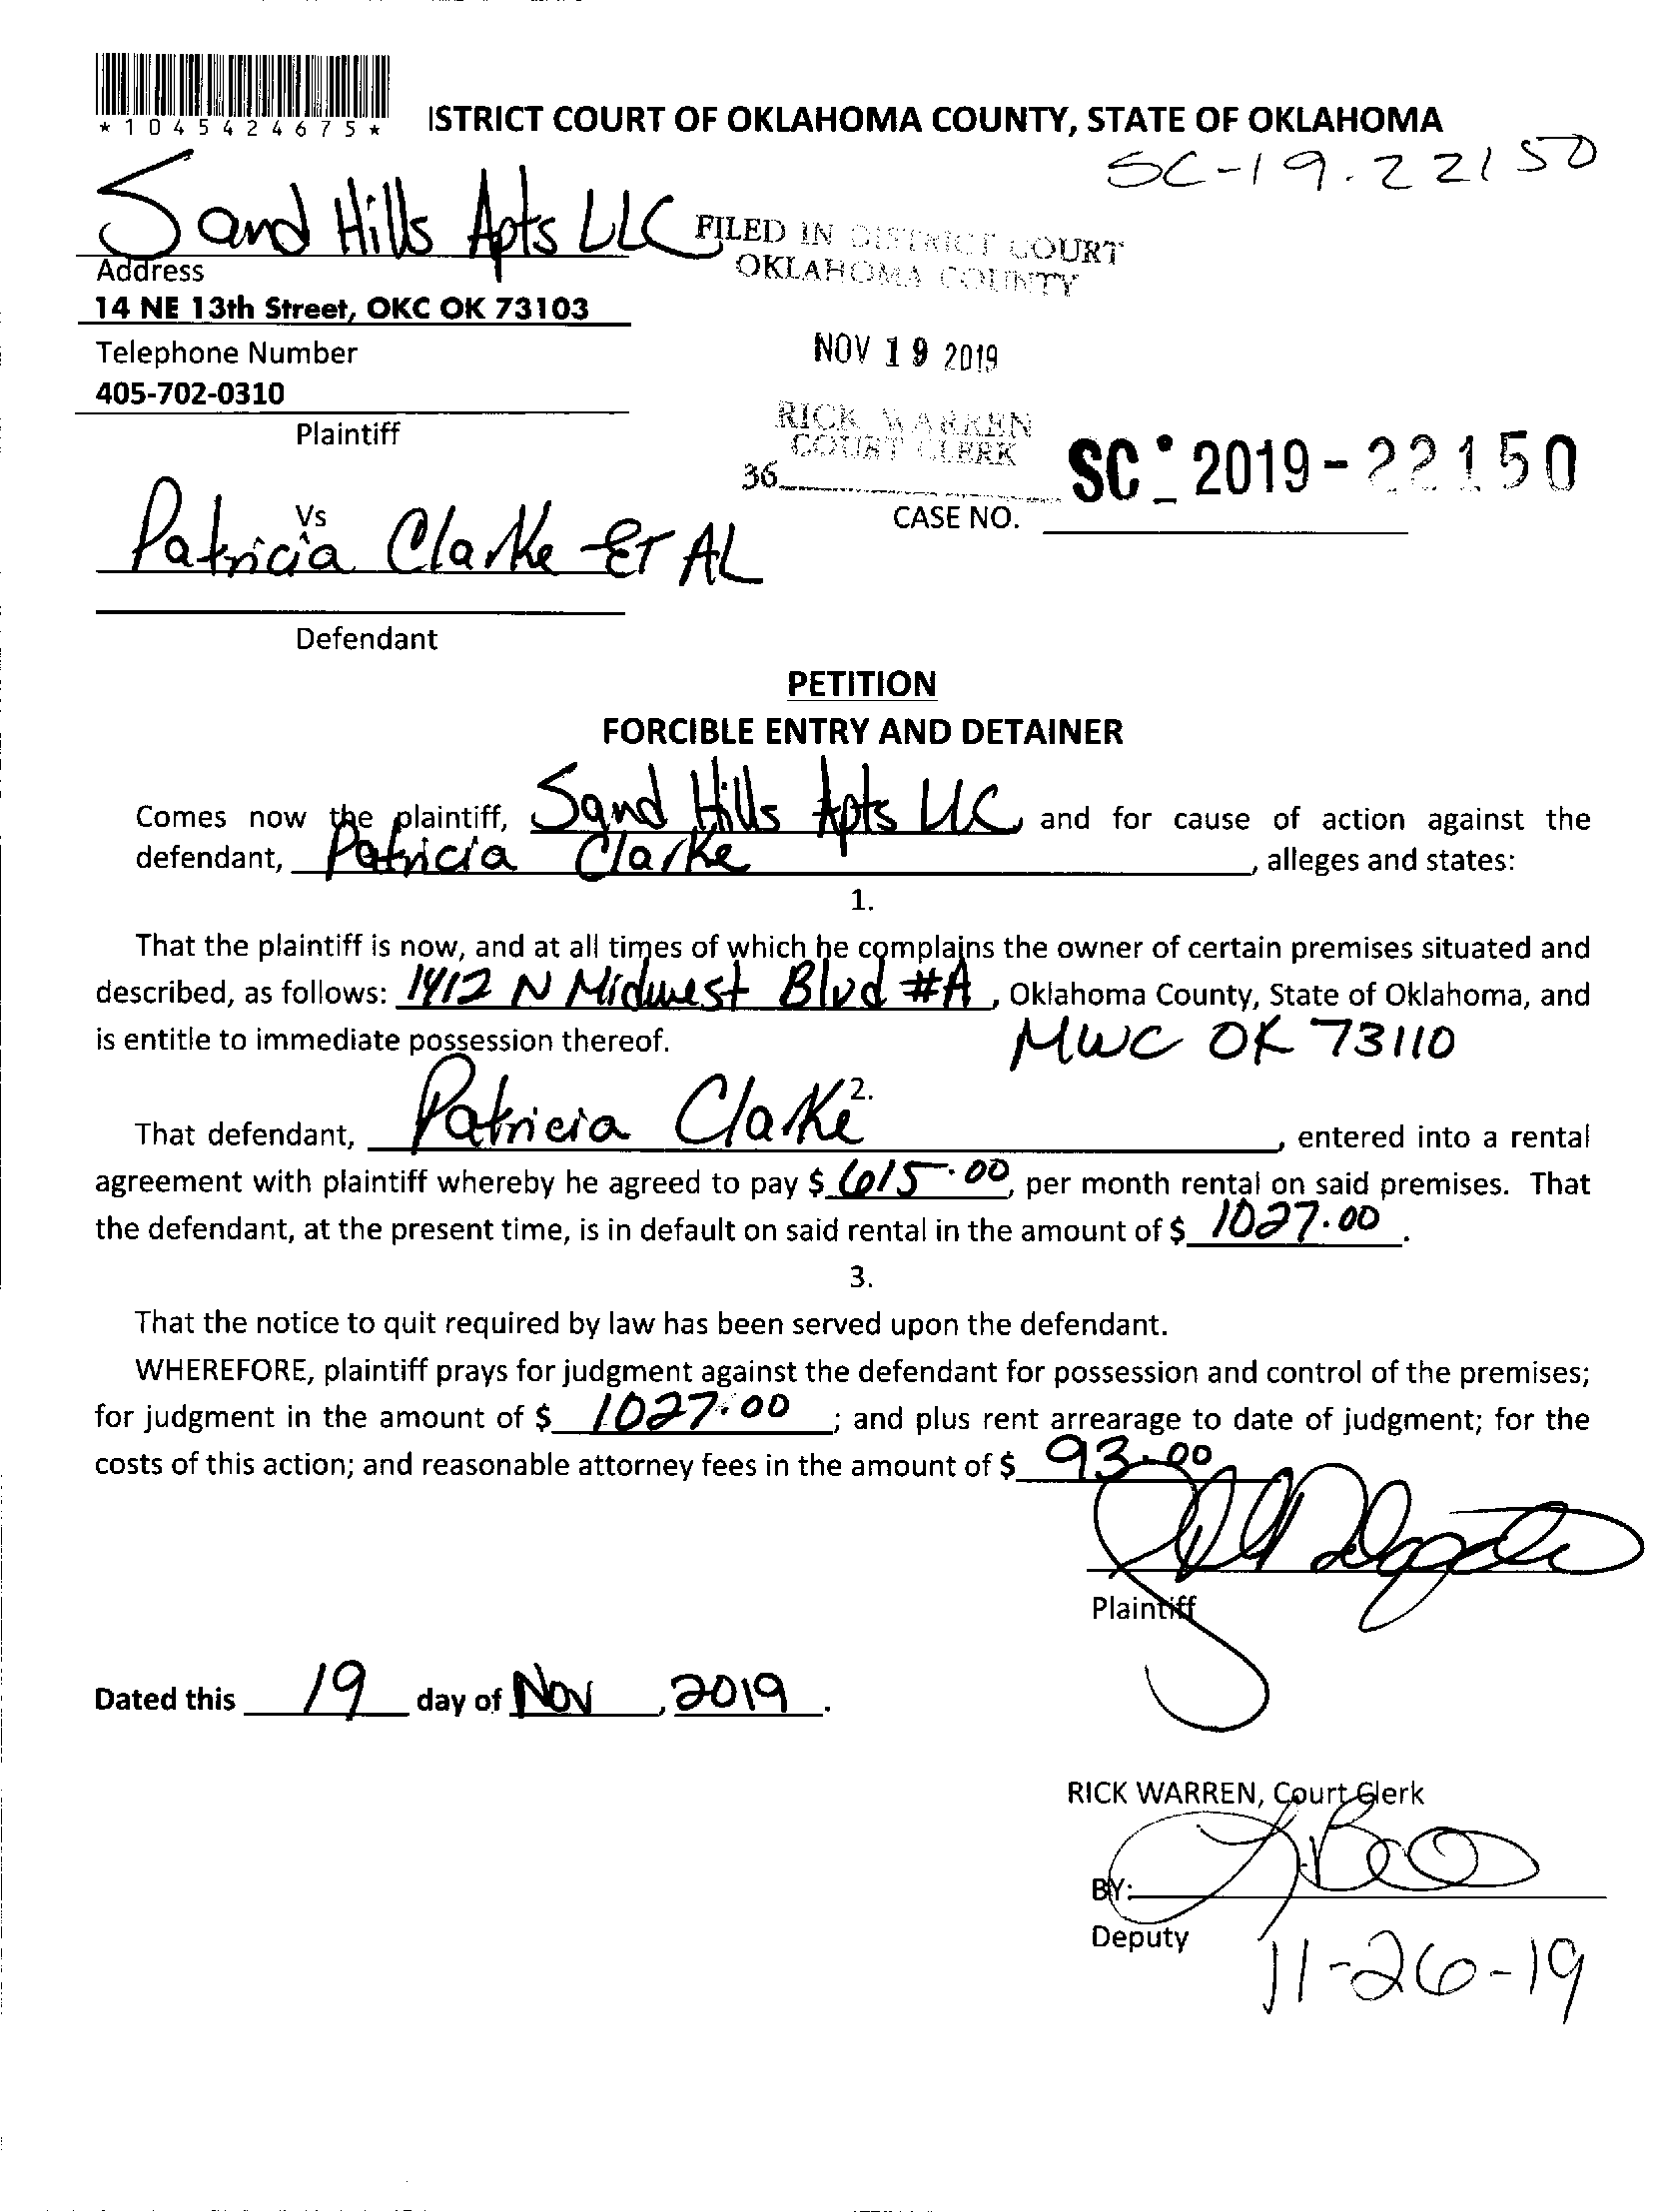 *1045424675*
ISTRICT COURT OF OKLAHOMA COUNTY, STATE OF OKLAHOMA
SC-19.22150
Sand Hills Apts LLC
FILED IN DISTRICT COURT
OKLAHOMA COUNTY
Address
14 NE 13th Street, OKC OK 73103
Telephone Number
NOV 19 2019
405-702-0310
Plaintiff
RICK WARREN
COURT CLERK
36
SC 2019-22150
CASE NO.
Vs
Patricia Clarke ET AL
Defendant
PETITION
FORCIBLE ENTRY AND DETAINER
Comes now the plaintiff, Sand Hills Apts LLC, and for cause of action against the
defendant, Patricia Clarke, alleges and states:
1.
That the plaintiff is now, and at all times of which he complains the owner of certain premises situated and
described, as follows: 1412 N Midwest Blvd #A, Oklahoma County, State of Oklahoma, and
is entitle to immediate possession thereof. MWC OK 73110
2.
That defendant, Patricia Clarke, entered into a rental
agreement with plaintiff whereby he agreed to pay $ 615.00, per month rental on said premises. That
the defendant, at the present time, is in default on said rental in the amount of $ 1027.00.
3.
That the notice to quit required by law has been served upon the defendant.
WHEREFORE, plaintiff prays for judgment against the defendant for possession and control of the premises;
for judgment in the amount of $ 1027.00; and plus rent arrearage to date of judgment; for the
costs of this action; and reasonable attorney fees in the amount of $ 93.00
Plaintiff
Dated this 19 day of Nov, 2019.
RICK WARREN, Court Clerk
BY:
Deputy
11-26-19